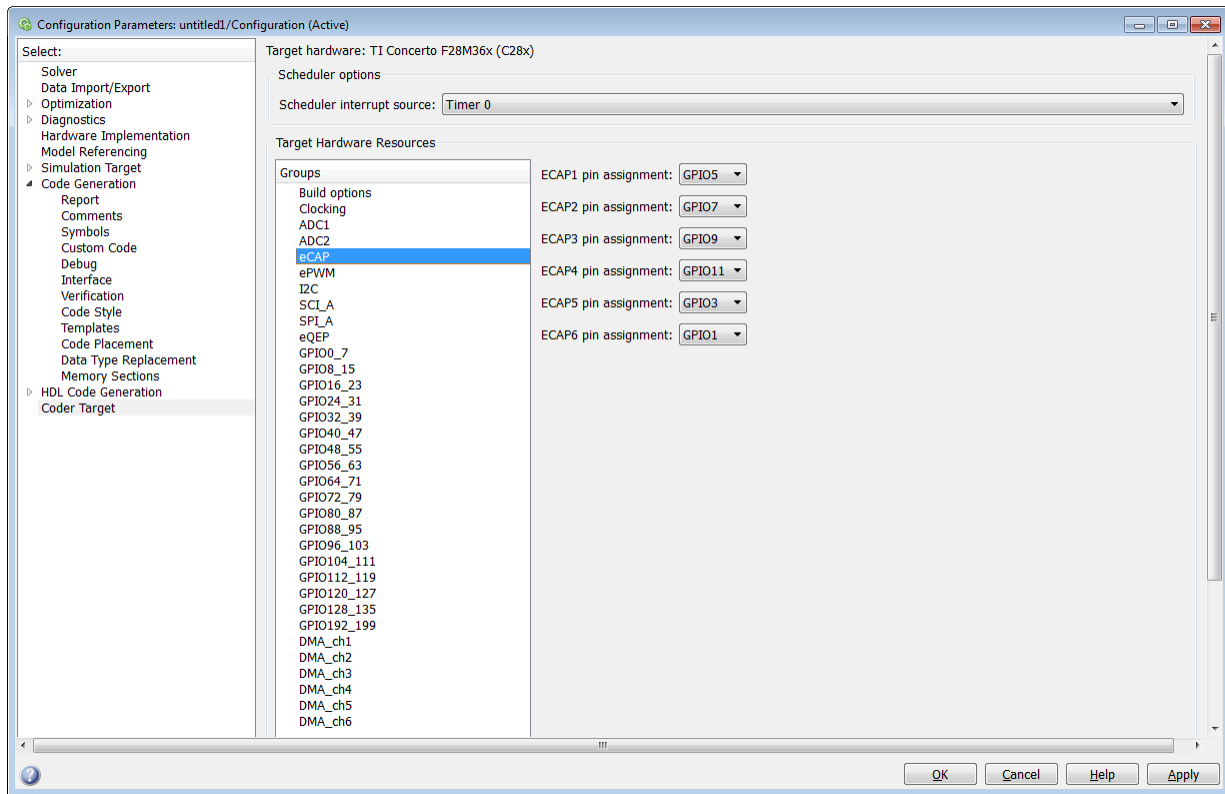 Configuration Parameters: untitled1/Configuration (Active)
Select:
Solver
Data Import/Export
Optimization
Diagnostics
Hardware Implementation
Model Referencing
Simulation Target
Code Generation
Report
Comments
Symbols
Custom Code
Debug
Interface
Verification
Code Style
Templates
Code Placement
Data Type Replacement
Memory Sections
HDL Code Generation
Coder Target
Target hardware: TI Concerto F28M36x (C28x)
Scheduler options
Scheduler interrupt source: Timer 0
Target Hardware Resources
Groups
Build options
Clocking
ADC1
ADC2
eCAP
ePWM
I2C
SCI_A
SPI_A
eQEP
GPIO0_7
GPIO8_15
GPIO16_23
GPIO24_31
GPIO32_39
GPIO40_47
GPIO48_55
GPIO56_63
GPIO64_71
GPIO72_79
GPIO80_87
GPIO88_95
GPIO96_103
GPIO104_111
GPIO112_119
GPIO120_127
GPIO128_135
GPIO192_199
DMA_ch1
DMA_ch2
DMA_ch3
DMA_ch4
DMA_ch5
DMA_ch6
ECAP1 pin assignment: GPIO5
ECAP2 pin assignment: GPIO7
ECAP3 pin assignment: GPIO9
ECAP4 pin assignment: GPIO11
ECAP5 pin assignment: GPIO3
ECAP6 pin assignment: GPIO1
?
OK Cancel Help Apply